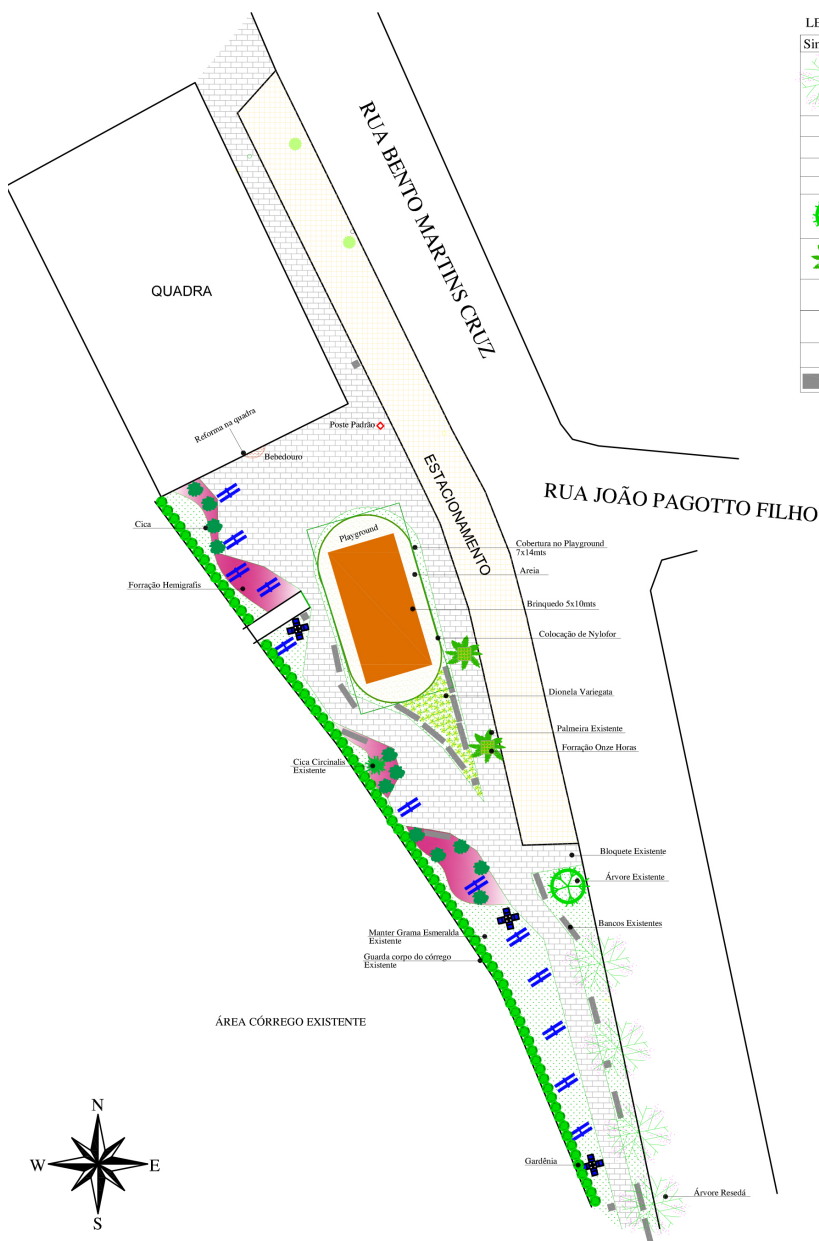 LE
Sin
RUA BENTO MARTINS CRUZ
QUADRA
Reforma na quadra
Poste Padrão
Bebedouro
ESTACIONAMENTO
RUA JOÃO PAGOTTO FILHO
Cica
Playground
Cobertura no Playground
7x14mts
Areia
Forração Hemigrafis
Brinquedo 5x10mts
Colocação de Nylofor
Dionela Variegata
Palmeira Existente
Forração Onze Horas
Cica Circinalis
Existente
Bloquete Existente
Árvore Existente
Bancos Existentes
Manter Grama Esmeralda
Existente
Guarda corpo do córrego
Existente
ÁREA CÓRREGO EXISTENTE
N
W
E
S
Gardênia
Árvore Resedá